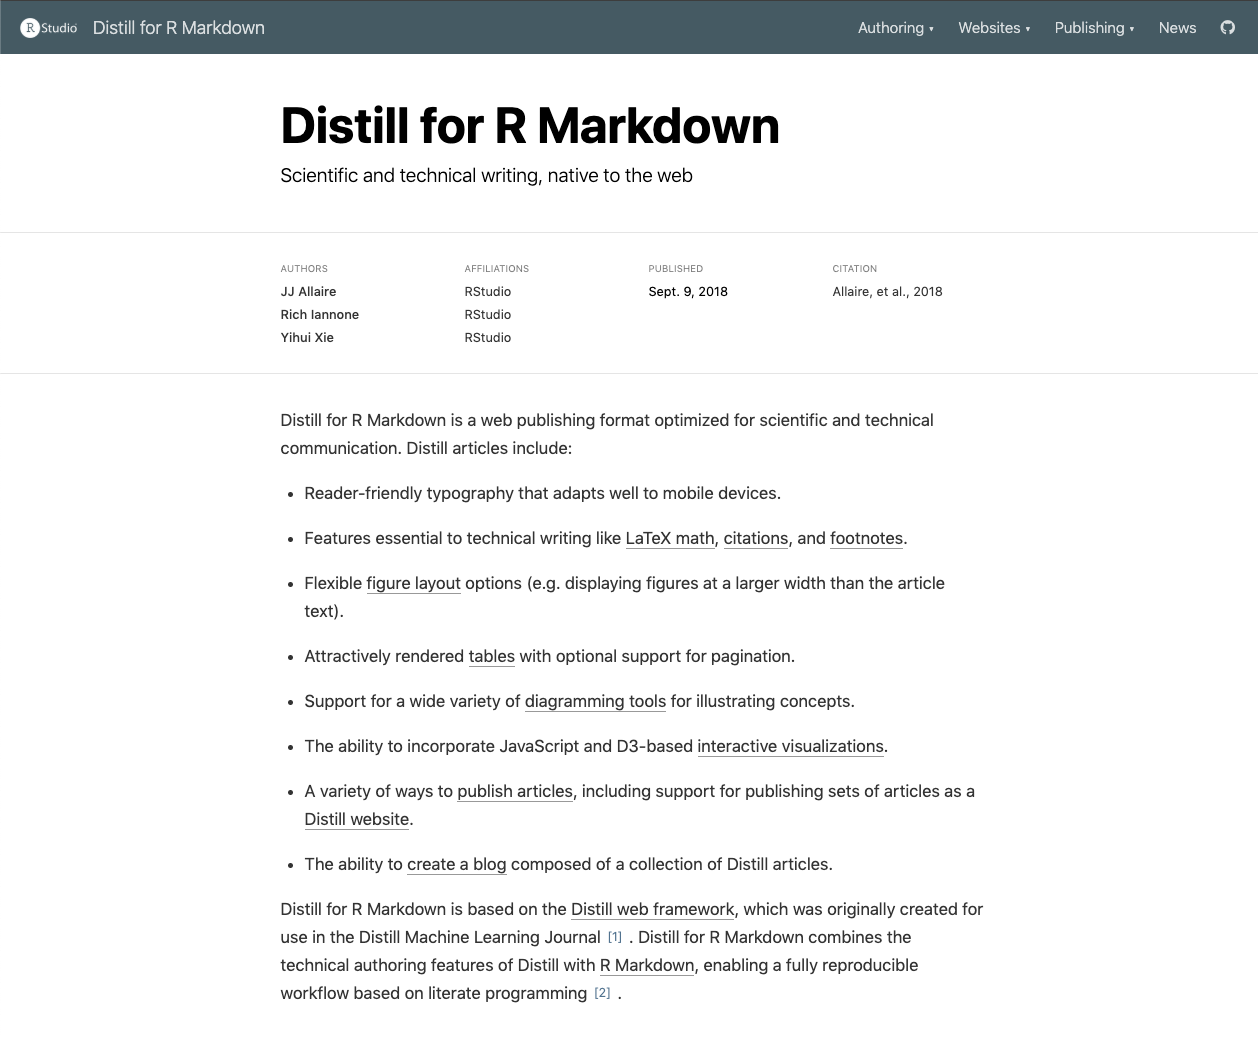 R Studio Distill for R Markdown Authoring ▾ Websites ▾ Publishing ▾ News
Distill for R Markdown
Scientific and technical writing, native to the web
AUTHORS AFFILIATIONS PUBLISHED CITATION
JJ Allaire RStudio Sept. 9, 2018 Allaire, et al., 2018
Rich Iannone RStudio
Yihui Xie RStudio
Distill for R Markdown is a web publishing format optimized for scientific and technical
communication. Distill articles include:
• Reader-friendly typography that adapts well to mobile devices.
• Features essential to technical writing like LaTeX math, citations, and footnotes.
• Flexible figure layout options (e.g. displaying figures at a larger width than the article
text).
• Attractively rendered tables with optional support for pagination.
• Support for a wide variety of diagramming tools for illustrating concepts.
• The ability to incorporate JavaScript and D3-based interactive visualizations.
• A variety of ways to publish articles, including support for publishing sets of articles as a
Distill website.
• The ability to create a blog composed of a collection of Distill articles.
Distill for R Markdown is based on the Distill web framework, which was originally created for
use in the Distill Machine Learning Journal [1] . Distill for R Markdown combines the
technical authoring features of Distill with R Markdown, enabling a fully reproducible
workflow based on literate programming [2] .